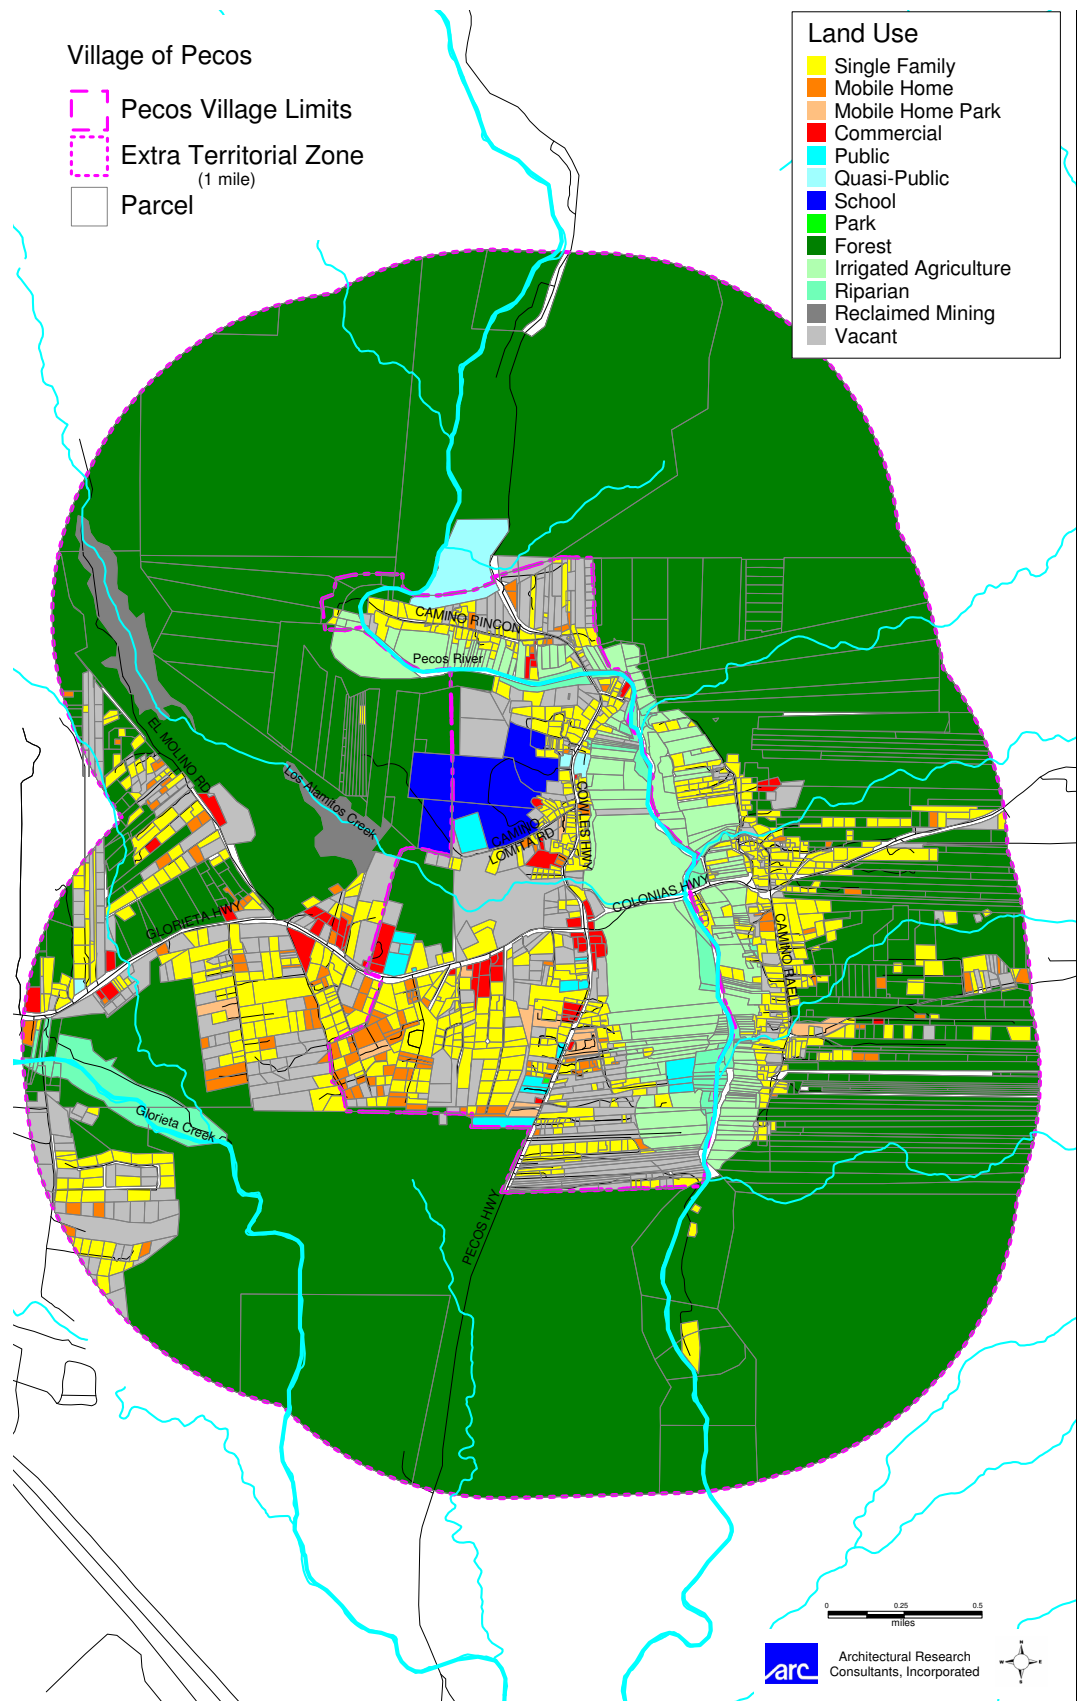 Village of Pecos
Pecos Village Limits
Extra Territorial Zone
(1 mile)
Parcel
Land Use
Single Family
Mobile Home
Mobile Home Park
Commercial
Public
Quasi-Public
School
Park
Forest
Irrigated Agriculture
Riparian
Reclaimed Mining
Vacant
CAMINO RINCON
Pecos River
EL MOLINO RD
Los Alamitos Creek
COWLES HWY
CAMINO
LOMITA RD
COLONIAS HWY
GLORIETA HWY
CAMINO RAEL
Glorieta Creek
PECOS HWY
0 0.25 0.5
miles
arc
Architectural Research
Consultants, Incorporated
N
W E
S